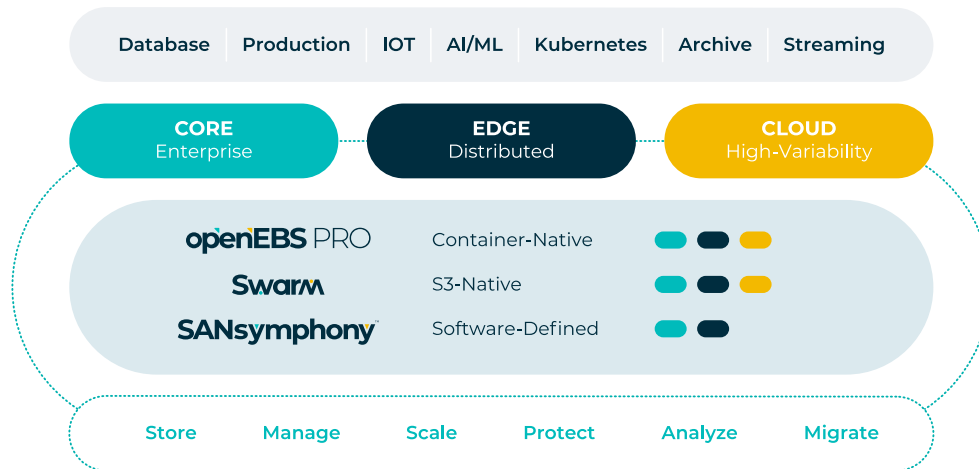 Database Production IOT AI/ML Kubernetes Archive Streaming
CORE
Enterprise
EDGE
Distributed
CLOUD
High-Variability
openEBS PRO Container-Native
Swarm S3-Native
SANsymphony™ Software-Defined
Store Manage Scale Protect Analyze Migrate